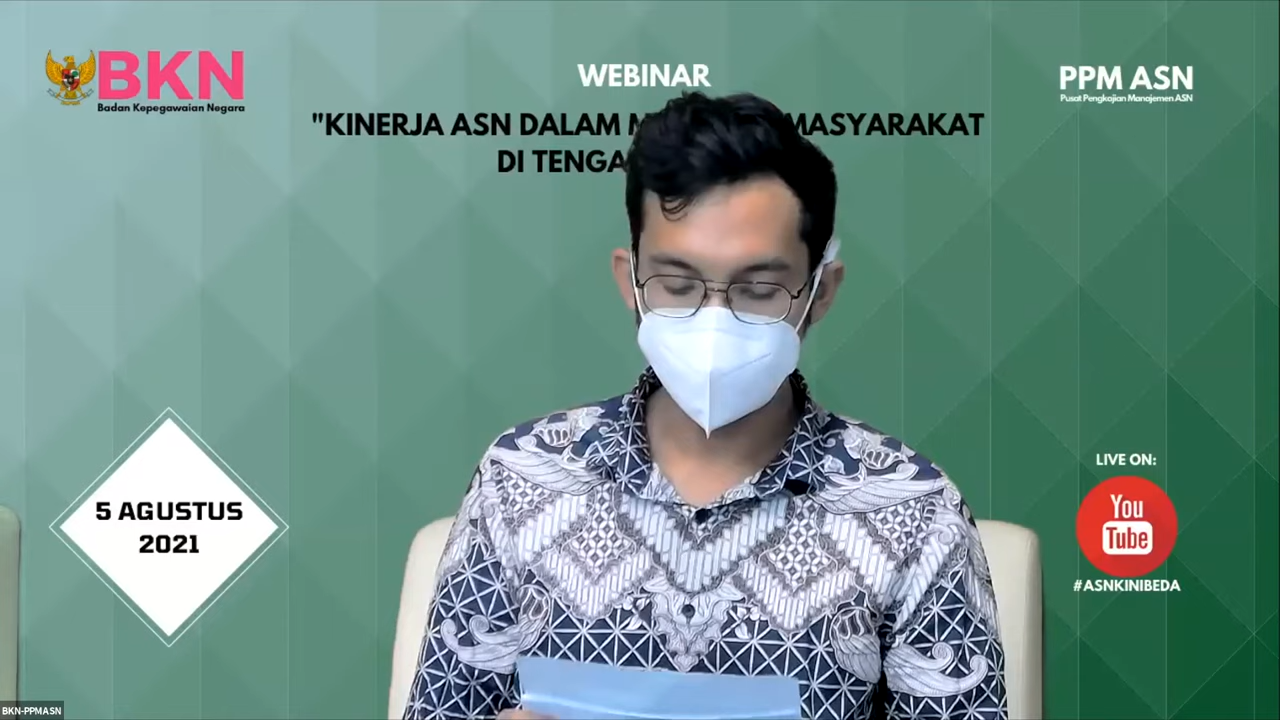 BKN
Badan Kepegawaian Negara
WEBINAR
"KINERJA ASN DALAM MASYARAKAT
DI TENGA
PPM ASN
Pusat Pengkajian Manajemen ASN
5 AGUSTUS
2021
LIVE ON:
You
Tube
#ASNKINIBEDA
BKN-PPMASN